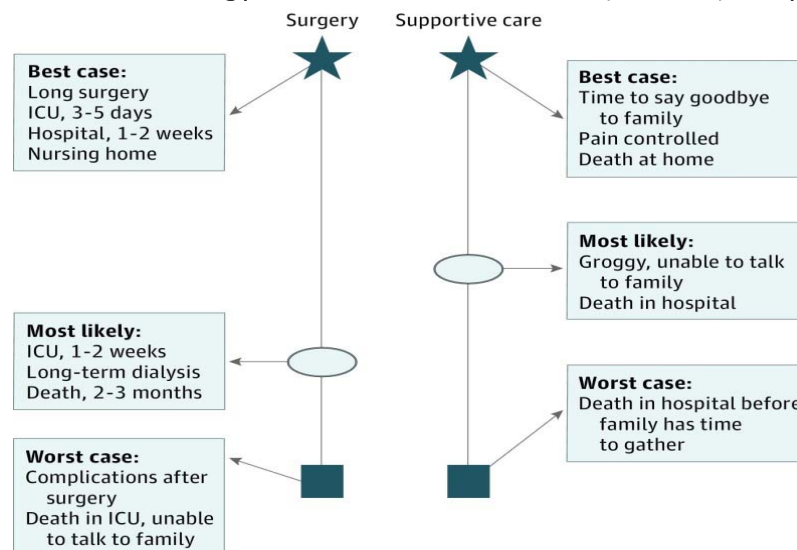 Surgery
Supportive care
Best case:
Long surgery
ICU, 3-5 days
Hospital, 1-2 weeks
Nursing home
Best case:
Time to say goodbye
to family
Pain controlled
Death at home
Most likely:
Groggy, unable to talk
to family
Death in hospital
Most likely:
ICU, 1-2 weeks
Long-term dialysis
Death, 2-3 months
Worst case:
Death in hospital before
family has time
to gather
Worst case:
Complications after
surgery
Death in ICU, unable
to talk to family